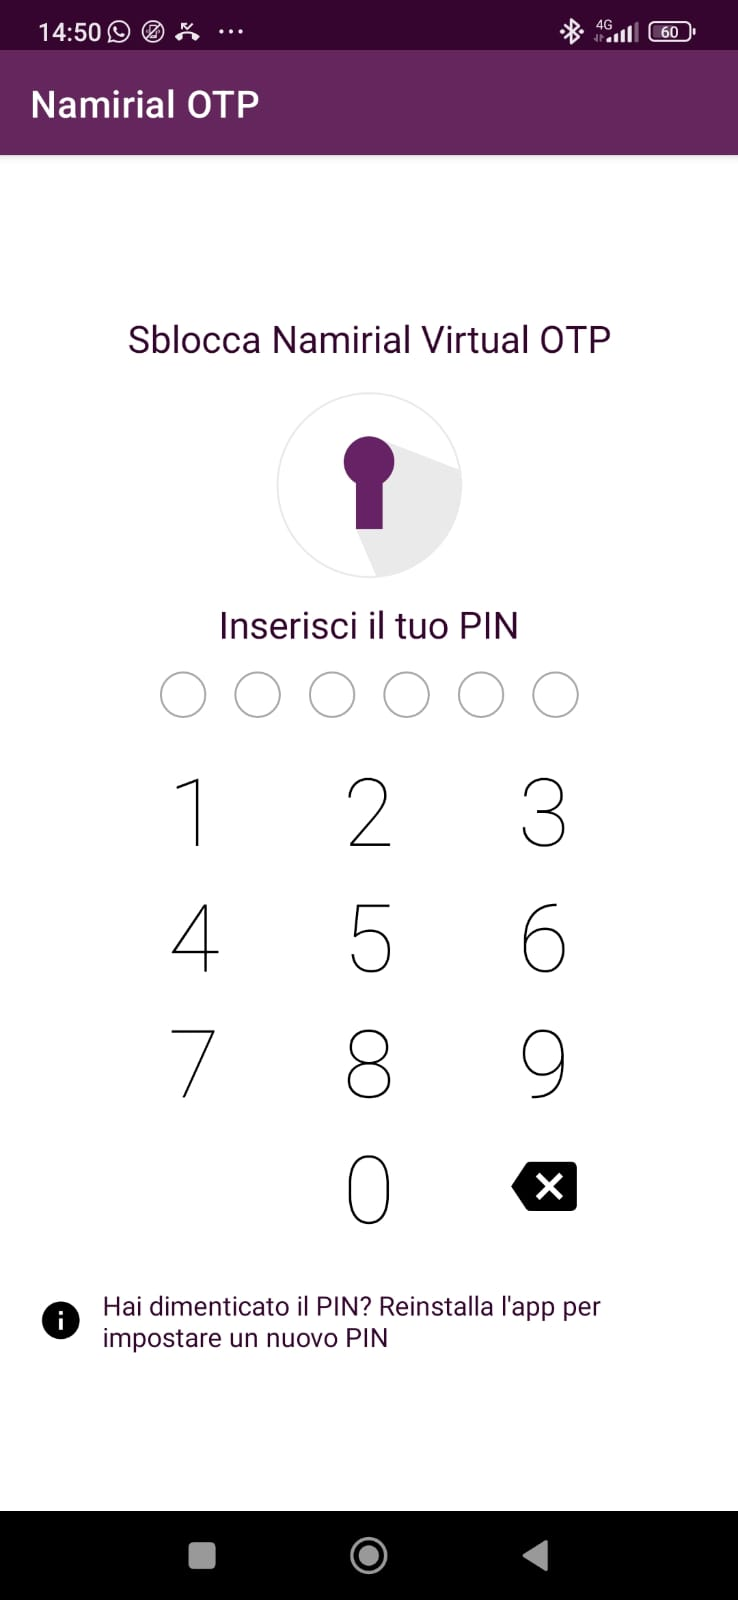 14:50 4G 60
Namirial OTP
Sblocca Namirial Virtual OTP
Inserisci il tuo PIN
1 2 3
4 5 6
7 8 9
0
Hai dimenticato il PIN? Reinstalla l'app per
impostare un nuovo PIN